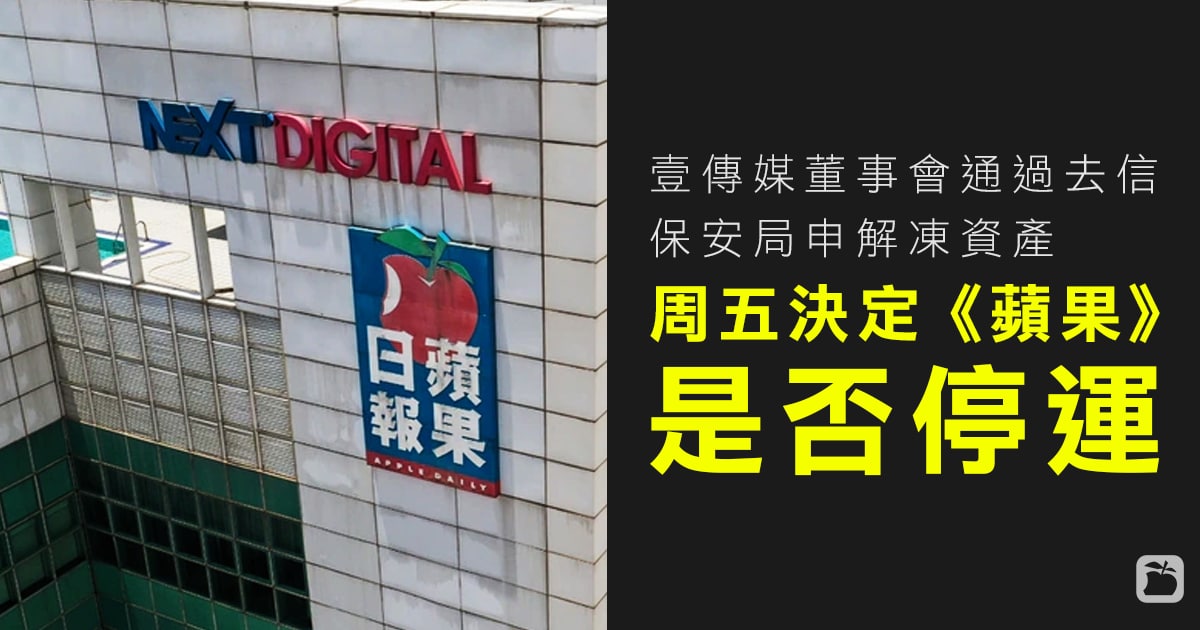 NEXT DIGITAL
蘋果
日報
APPLE DAILY
壹傳媒董事會通過去信
保安局申解凍資產
周五決定《蘋果》
是否停運